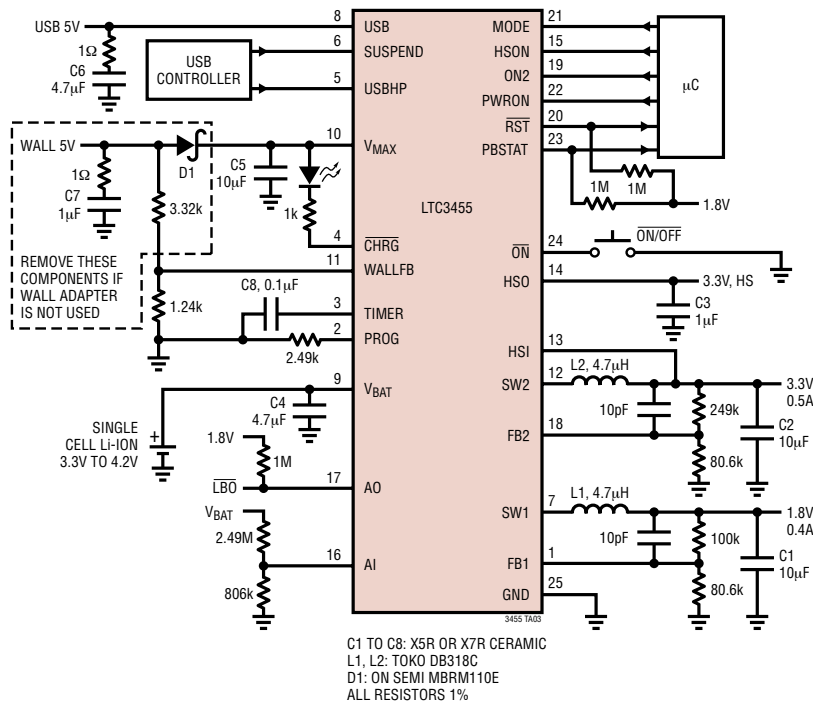 USB 5V
1Ω
C6
4.7µF
USB
CONTROLLER
WALL 5V
D1
1Ω
C7
1µF
3.32k
C5
10µF
1k
REMOVE THESE
COMPONENTS IF
WALL ADAPTER
IS NOT USED
1.24k
C8, 0.1µF
2.49k
C4
4.7µF
SINGLE
CELL Li-ION
3.3V TO 4.2V
+
1.8V
1M
LBO
VBAT
2.49M
806k
8
6
5
10
4
11
3
2
9
17
16
USB
SUSPEND
USBHP
VMAX
CHRG
WALLFB
TIMER
PROG
VBAT
AO
AI
LTC3455
MODE
HSON
ON2
PWRON
RST
PBSTAT
ON
HSO
HSI
SW2
FB2
SW1
FB1
GND
21
15
19
22
20
23
24
14
13
12
18
7
1
25
µC
1M
1M
1.8V
ON/OFF
3.3V, HS
C3
1µF
L2, 4.7µH
10pF
249k
80.6k
3.3V
0.5A
C2
10µF
L1, 4.7µH
10pF
100k
80.6k
1.8V
0.4A
C1
10µF
3455 TA03
C1 TO C8: X5R OR X7R CERAMIC
L1, L2: TOKO DB318C
D1: ON SEMI MBRM110E
ALL RESISTORS 1%